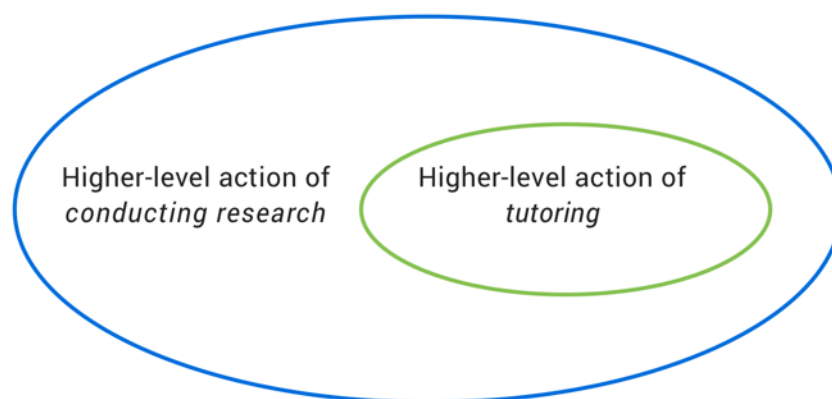 Higher-level action of
conducting research
Higher-level action of
tutoring